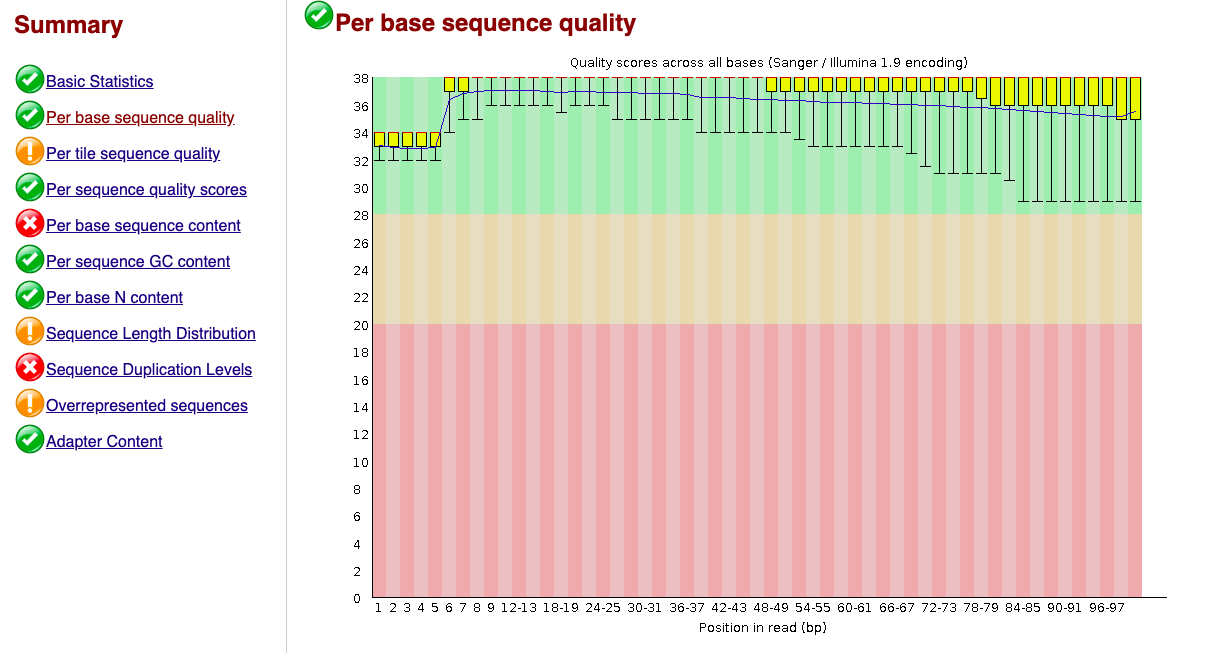 Summary
Basic Statistics
Per base sequence quality
Per tile sequence quality
Per sequence quality scores
Per base sequence content
Per sequence GC content
Per base N content
Sequence Length Distribution
Sequence Duplication Levels
Overrepresented sequences
Adapter Content
Per base sequence quality
Quality scores across all bases (Sanger / Illumina 1.9 encoding)
38
36
34
32
30
28
26
24
22
20
18
16
14
12
10
8
6
4
2
0
1 2 3 4 5 6 7 8 9 12-13 18-19 24-25 30-31 36-37 42-43 48-49 54-55 60-61 66-67 72-73 78-79 84-85 90-91 96-97
Position in read (bp)